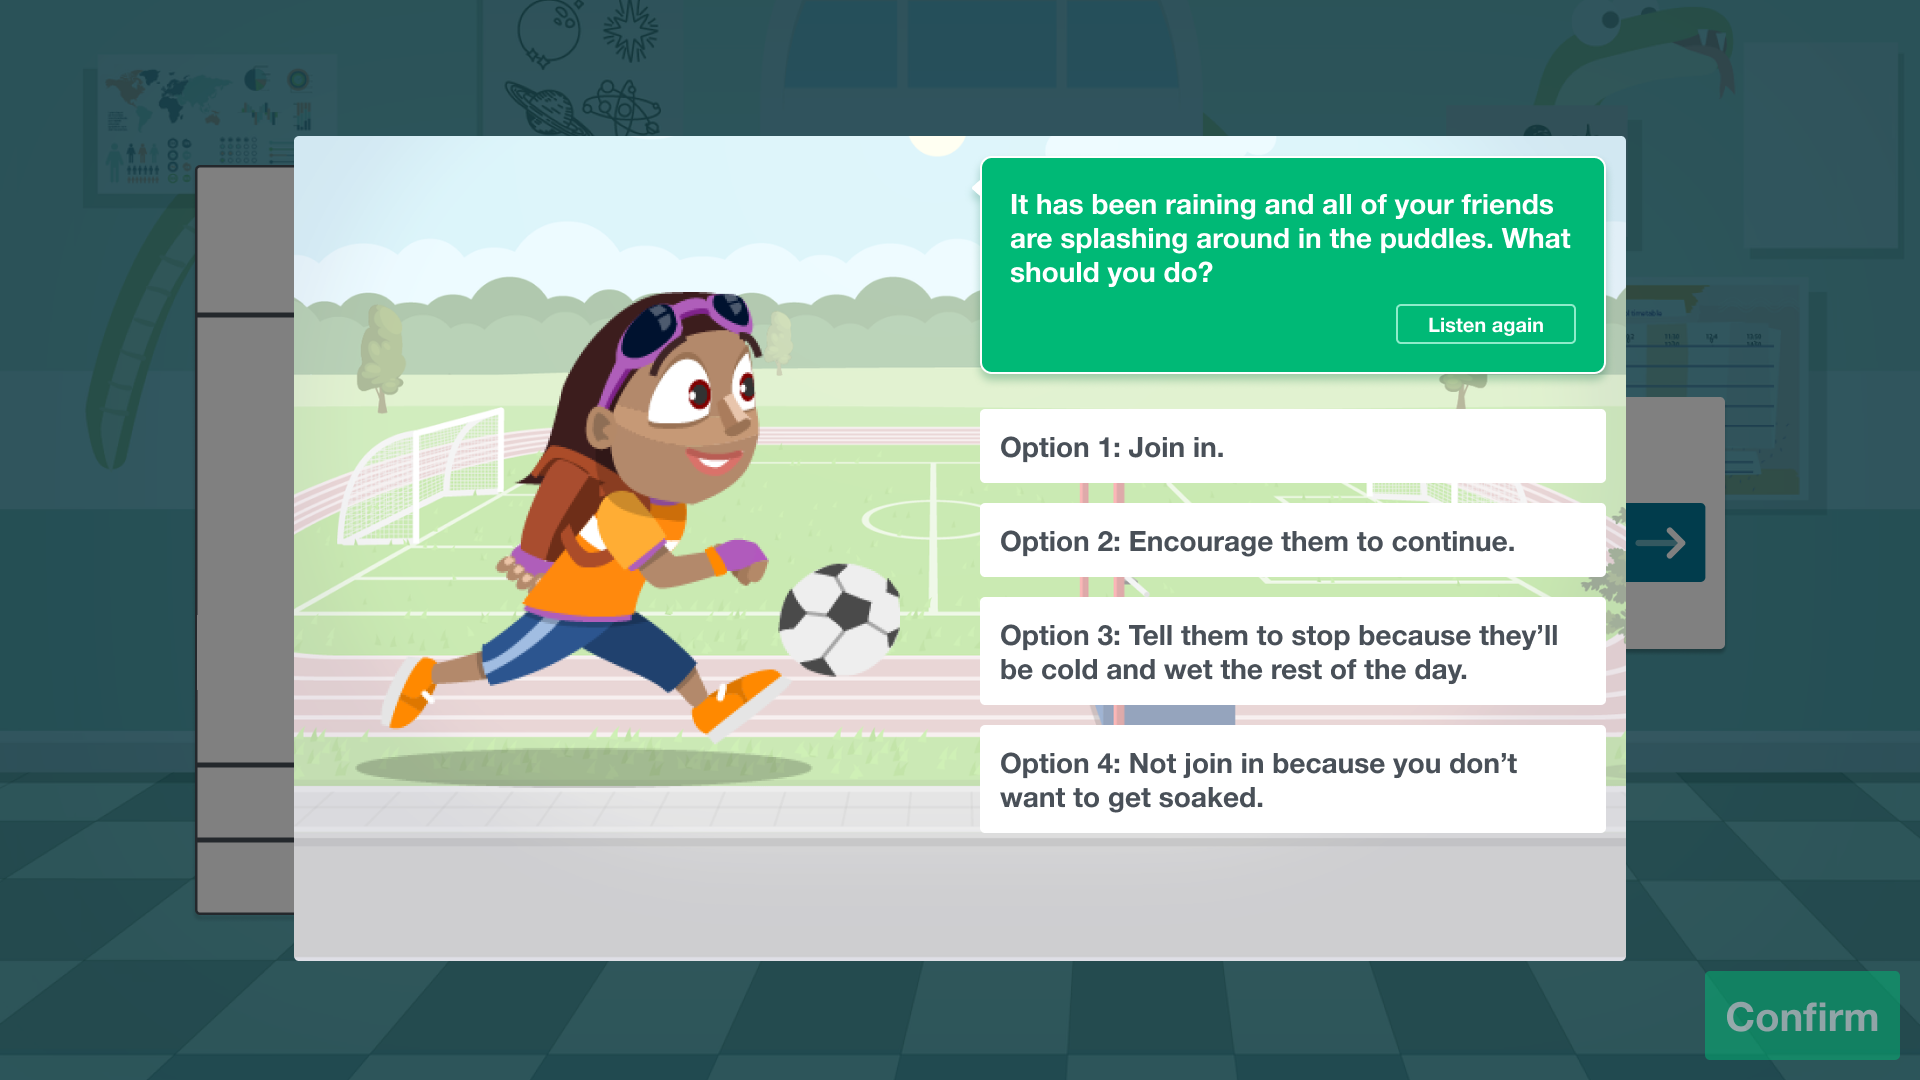 It has been raining and all of your friends
are splashing around in the puddles. What
should you do?
Listen again
Option 1: Join in.
Option 2: Encourage them to continue.
Option 3: Tell them to stop because they’ll
be cold and wet the rest of the day.
Option 4: Not join in because you don’t
want to get soaked.
Confirm